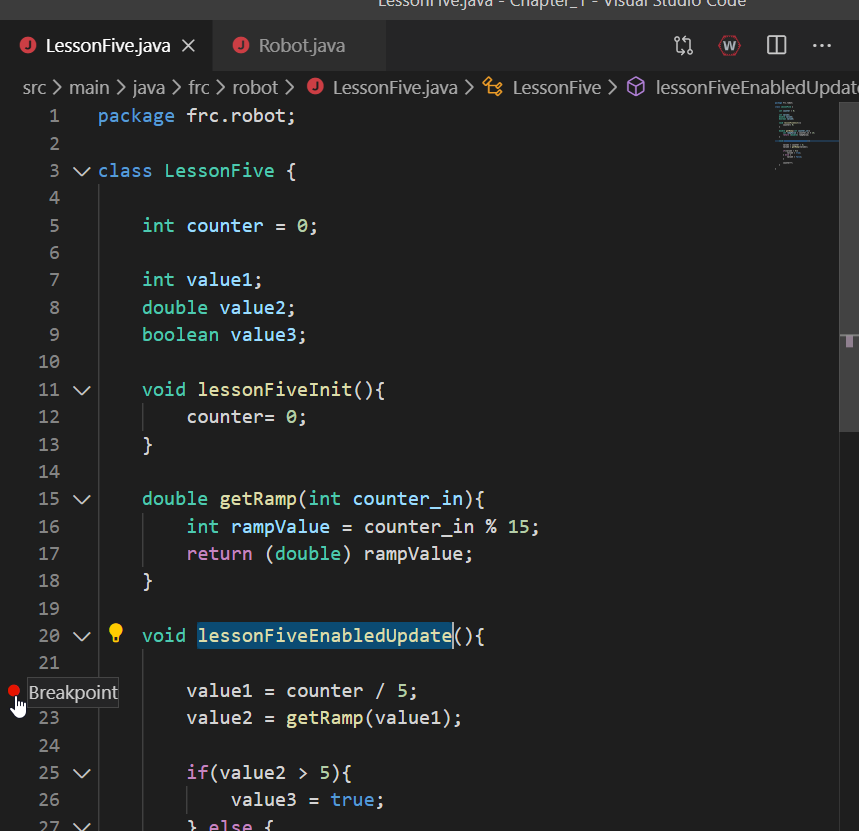 LessonFive.java - Chapter_1 - Visual Studio Code
J LessonFive.java × J Robot.java W ...
src > main > java > frc > robot > J LessonFive.java > LessonFive > lessonFiveEnabledUpdate
1 package frc.robot;
2
3 class LessonFive {
4
5 int counter = 0;
6
7 int value1;
8 double value2;
9 boolean value3;
10
11 void lessonFiveInit(){
12 counter= 0;
13 }
14
15 double getRamp(int counter_in){
16 int rampValue = counter_in % 15;
17 return (double) rampValue;
18 }
19
20 void lessonFiveEnabledUpdate(){
21
Breakpoint value1 = counter / 5;
23 value2 = getRamp(value1);
24
25 if(value2 > 5){
26 value3 = true;
27 } else {